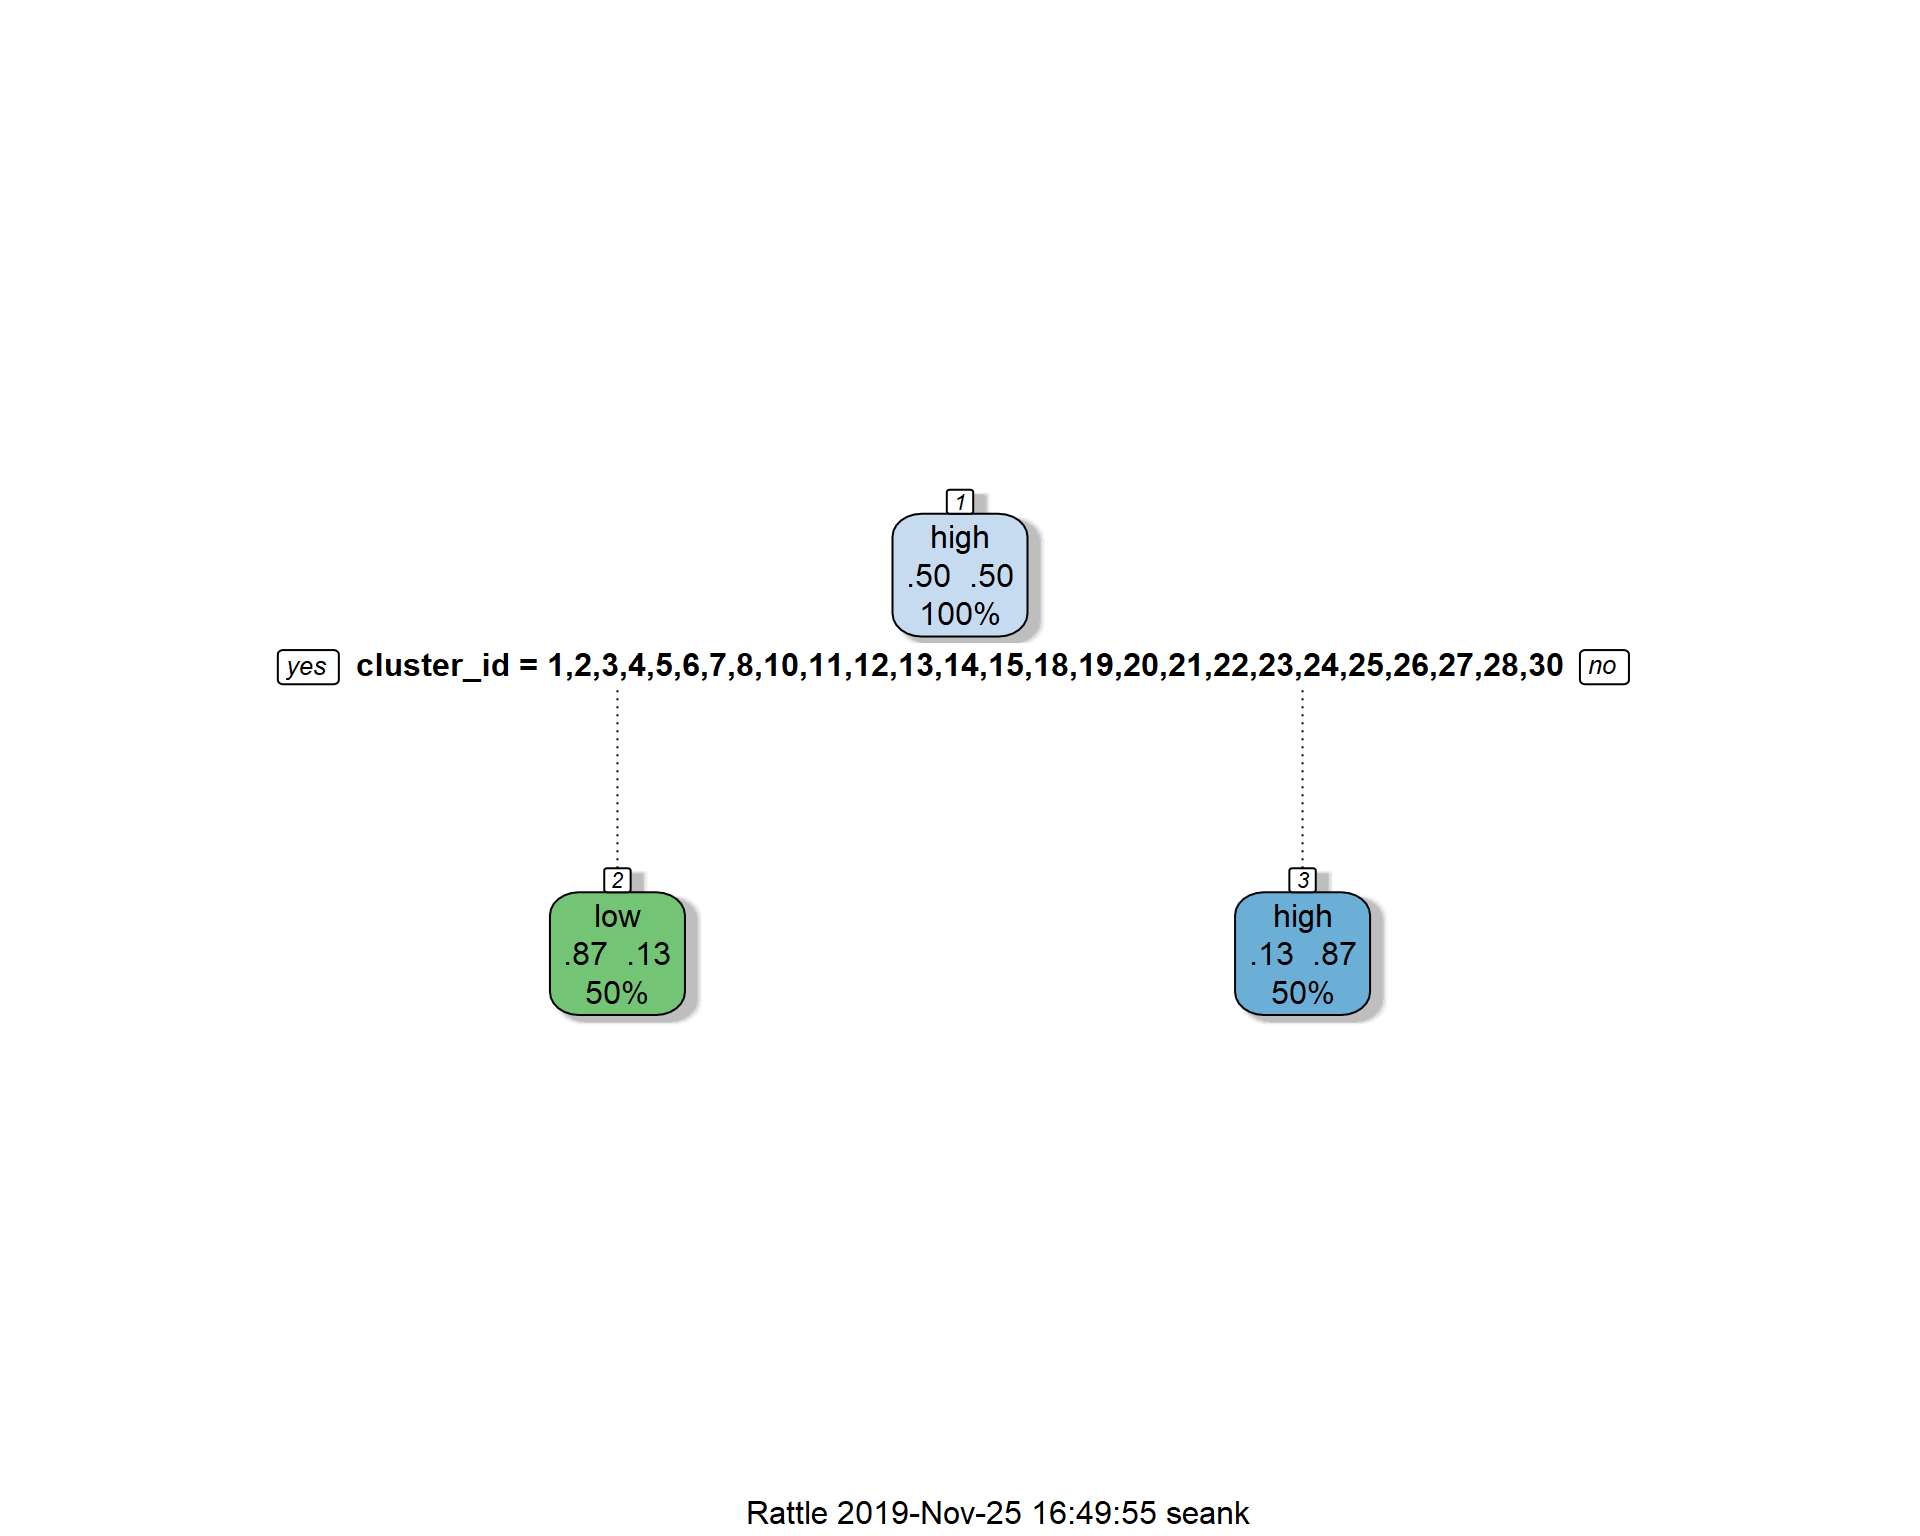 1
high
.50 .50
100%
yes cluster_id = 1,2,3,4,5,6,7,8,10,11,12,13,14,15,18,19,20,21,22,23,24,25,26,27,28,30 no
2
low
.87 .13
50%
3
high
.13 .87
50%
Rattle 2019-Nov-25 16:49:55 seank